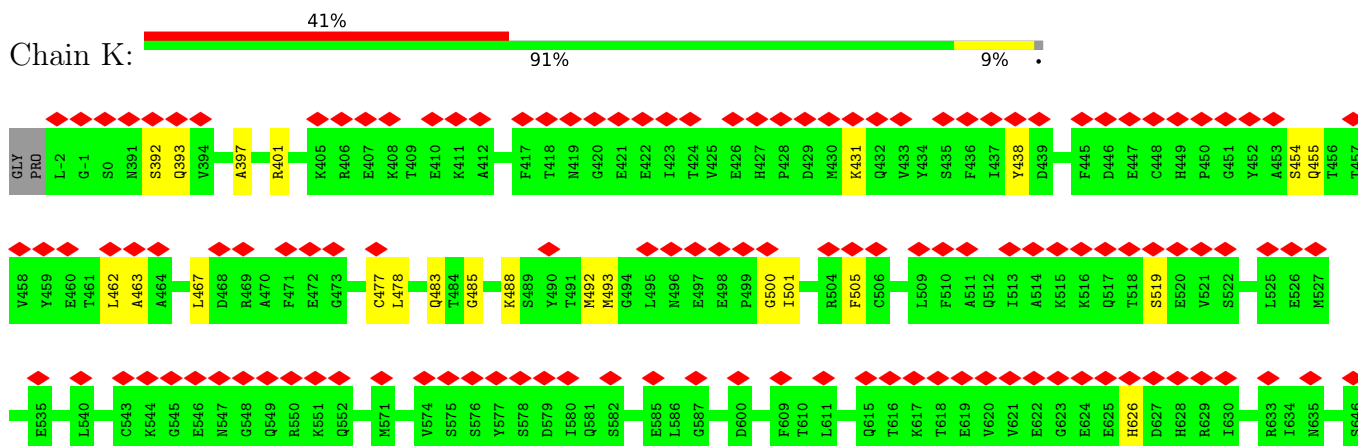 41%
Chain K:
91% 9% •
GLY PRO L-2 G-1 S0 N391 S392 Q393 V394 A397 R401 K405 R406 E407 K408 T409 E410 K411 A412 F417 T418 N419 G420 E421 E422 I423 T424 V425 E426 H427 P428 D429 M430 K431 Q432 V433 Y434 S435 F436 I437 Y438 D439 F445 D446 E447 C448 H449 P450 G451 Y452 A453 S454 Q455 T456 T457
V458 Y459 E460 T461 L462 A463 A464 L467 D468 R469 A470 F471 E472 G473 C477 L478 Q483 T484 G485 K488 S489 Y490 T491 M492 M493 G494 L495 N496 E497 E498 P499 G500 I501 R504 F505 C506 L509 F510 A511 Q512 I513 A514 K515 K516 Q517 T518 S519 E520 V521 S522 L525 E526 M527
E535 L540 C543 K544 G545 E546 N547 G548 Q549 R550 K551 Q552 M571 V574 S575 S576 Y577 S578 D579 I580 Q581 S582 E585 L586 G587 D600 F609 T610 L611 Q615 T616 K617 T618 E619 V620 V621 E622 G623 E624 E625 H626 D627 H628 R629 I630 R633 I634 N635 S646